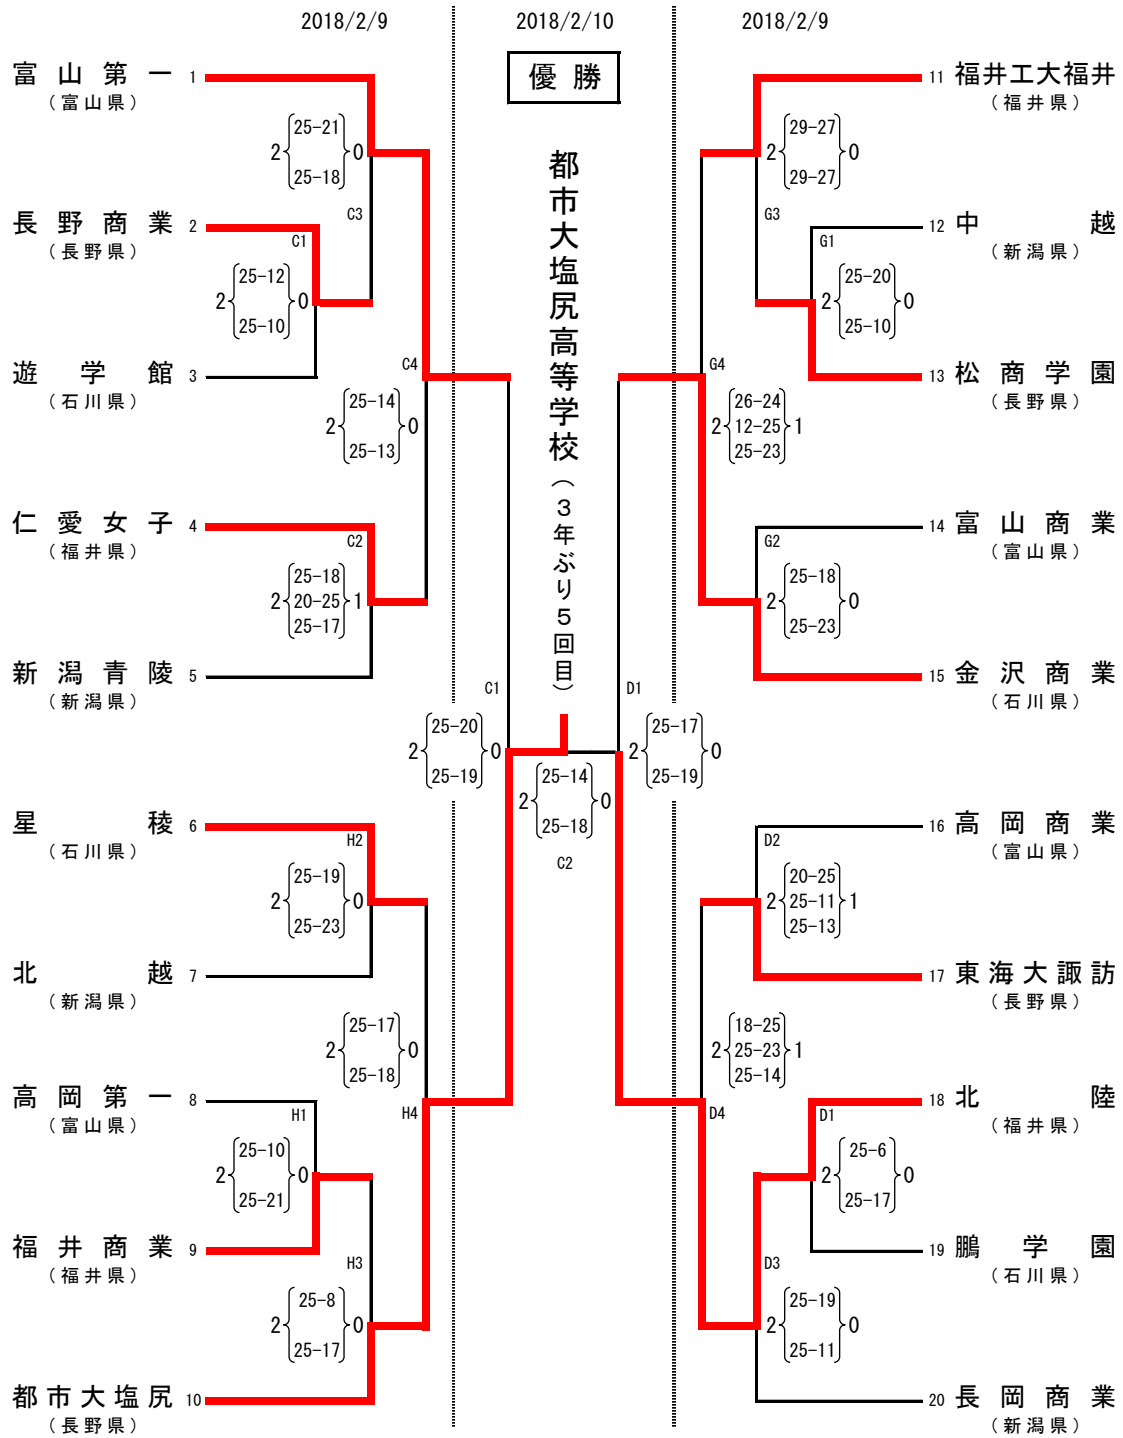 2018/2/9
2018/2/10
2018/2/9
優勝
都市大塩尻高等学校（３年ぶり５回目）
富山第一 1
（富山県）
25-21
2 0
25-18
C3
長野商業 2
（長野県）
C1
25-12
2 0
25-10
遊学館 3
（石川県）
C4
25-14
2 0
25-13
仁愛女子 4
（福井県）
C2
25-18
2 20-25 1
25-17
新潟青陵 5
（新潟県）
C1
25-20
2 0
25-19
星稜 6
（石川県）
H2
25-19
2 0
25-23
北越 7
（新潟県）
25-17
2 0
25-18
H4
高岡第一 8
（富山県）
H1
25-10
2 0
25-21
福井商業 9
（福井県）
H3
25-8
2 0
25-17
都市大塩尻 10
（長野県）
25-14
2 0
25-18
C2
11 福井工大福井
（福井県）
29-27
2 0
29-27
G3
12 中越
（新潟県）
G1
25-20
2 0
25-10
13 松商学園
（長野県）
G4
26-24
2 12-25 1
25-23
14 富山商業
（富山県）
G2
25-18
2 0
25-23
15 金沢商業
（石川県）
D1
25-17
2 0
25-19
16 高岡商業
（富山県）
D2
20-25
2 25-11 1
25-13
17 東海大諏訪
（長野県）
18-25
2 25-23 1
25-14
D4
18 北陸
（福井県）
D1
25-6
2 0
25-17
19 鵬学園
（石川県）
D3
25-19
2 0
25-11
20 長岡商業
（新潟県）